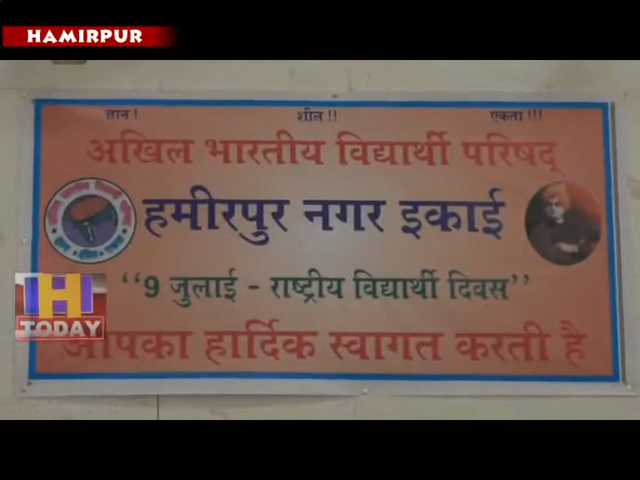 HAMIRPUR
ज्ञान ! शील !! एकता !!!
अखिल भारतीय विद्यार्थी परिषद्
हमीरपुर नगर इकाई
‘‘9 जुलाई - राष्ट्रीय विद्यार्थी दिवस’’
आपका हार्दिक स्वागत करती है
H
TODAY